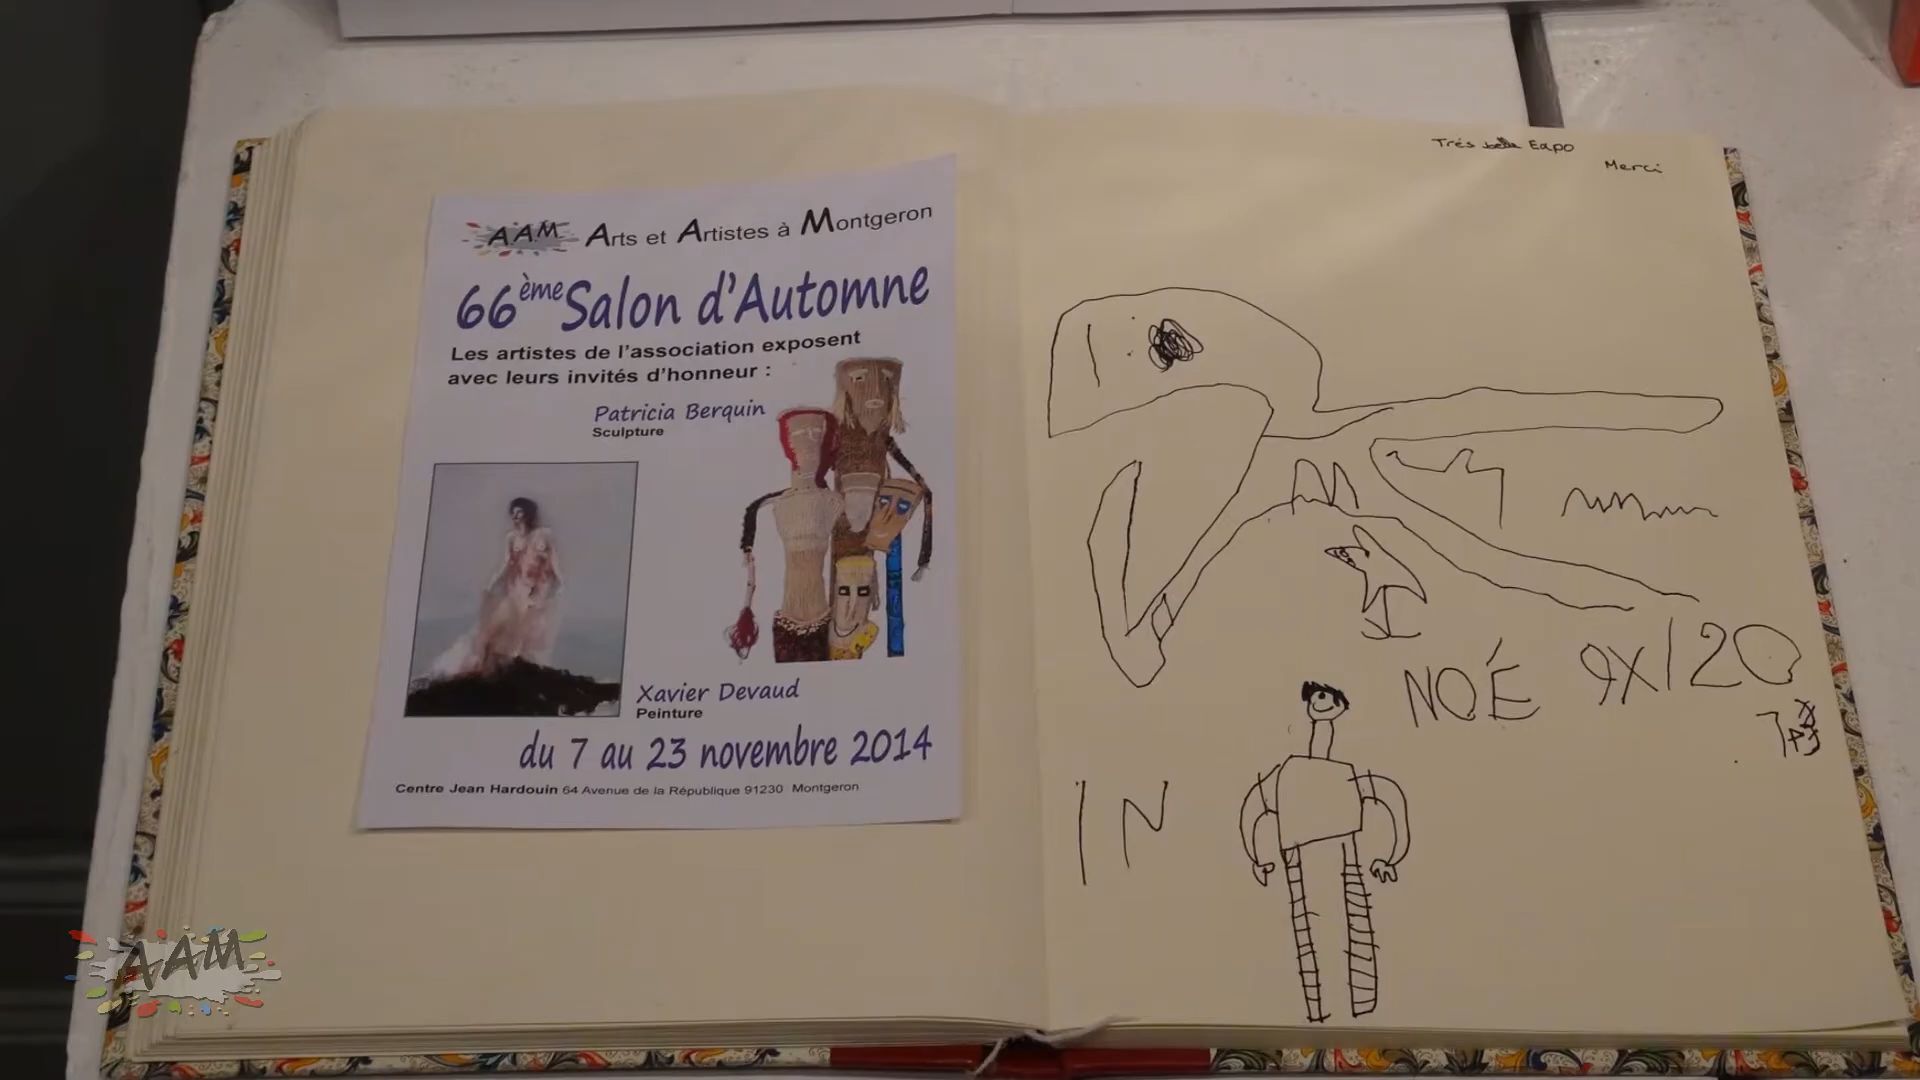 AAM Arts et Artistes à Montgeron
66ème Salon d'Automne
Les artistes de l'association exposent
avec leurs invités d'honneur :
Patricia Berquin
Sculpture
Xavier Devaud
Peinture
du 7 au 23 novembre 2014
Centre Jean Hardouin 64 Avenue de la République 91230 Montgeron
Trés belle Expo
Merci
NOÉ
IN
AAM